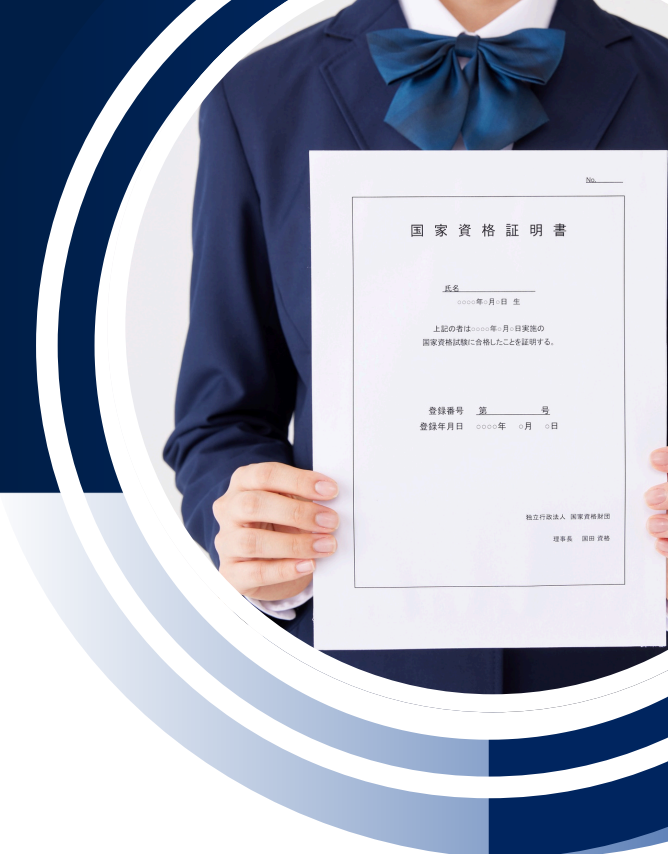 No.
国家資格証明書
氏名
○○○○年○月○日 生
上記の者は○○○○年○月○日実施の
国家資格試験に合格したことを証明する。
登録番号 第 号
登録年月日 ○○○○年 ○月 ○日
独立行政法人 国家資格財団
理事長 国田 資格